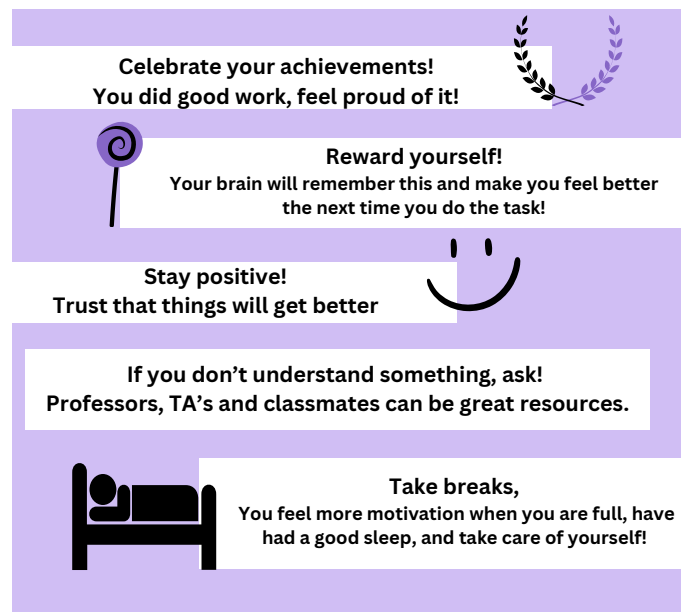 Celebrate your achievements!
You did good work, feel proud of it!
Reward yourself!
Your brain will remember this and make you feel better
the next time you do the task!
Stay positive!
Trust that things will get better
If you don’t understand something, ask!
Professors, TA’s and classmates can be great resources.
Take breaks,
You feel more motivation when you are full, have
had a good sleep, and take care of yourself!